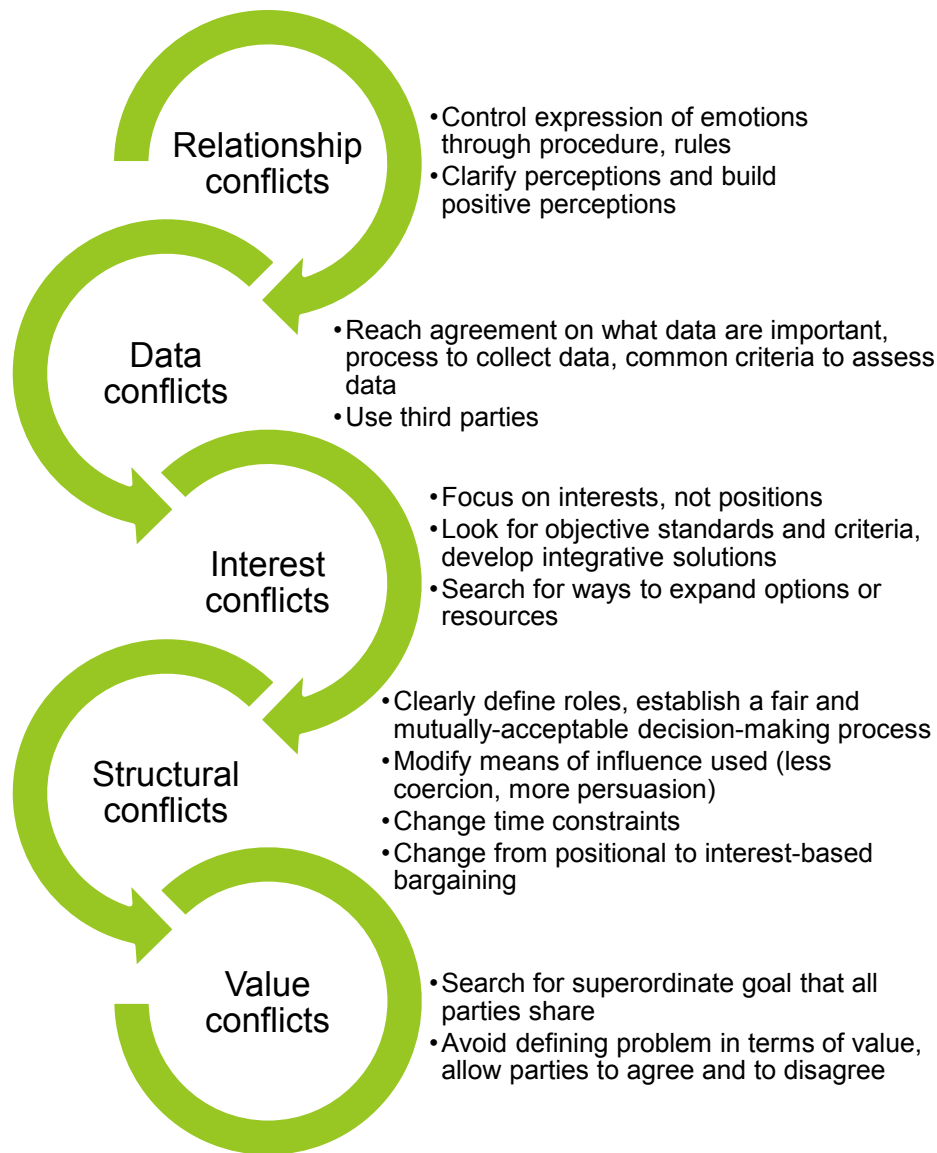 Relationship
conflicts
•Control expression of emotions
through procedure, rules
•Clarify perceptions and build
positive perceptions
Data
conflicts
•Reach agreement on what data are important,
process to collect data, common criteria to assess
data
•Use third parties
Interest
conflicts
•Focus on interests, not positions
•Look for objective standards and criteria,
develop integrative solutions
•Search for ways to expand options or
resources
Structural
conflicts
•Clearly define roles, establish a fair and
mutually-acceptable decision-making process
•Modify means of influence used (less
coercion, more persuasion)
•Change time constraints
•Change from positional to interest-based
bargaining
Value
conflicts
•Search for superordinate goal that all
parties share
•Avoid defining problem in terms of value,
allow parties to agree and to disagree